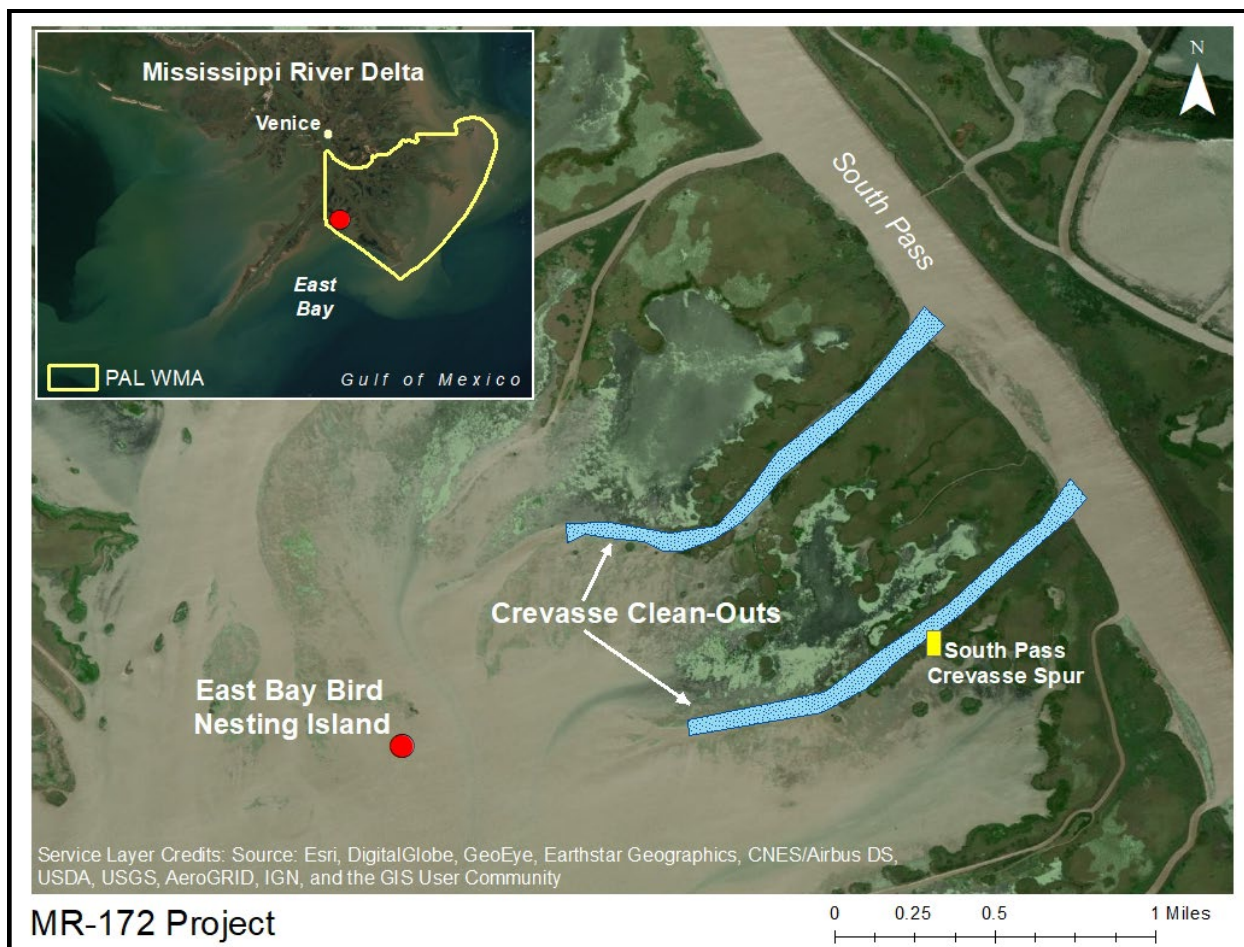 Mississippi River Delta
Venice
East
Bay
PAL WMA
Gulf of Mexico
N
South Pass
Crevasse Clean-Outs
South Pass
Crevasse Spur
East Bay Bird
Nesting Island
Service Layer Credits: Source: Esri, DigitalGlobe, GeoEye, Earthstar Geographics, CNES/Airbus DS,
USDA, USGS, AeroGRID, IGN, and the GIS User Community
MR-172 Project
0 0.25 0.5 1 Miles